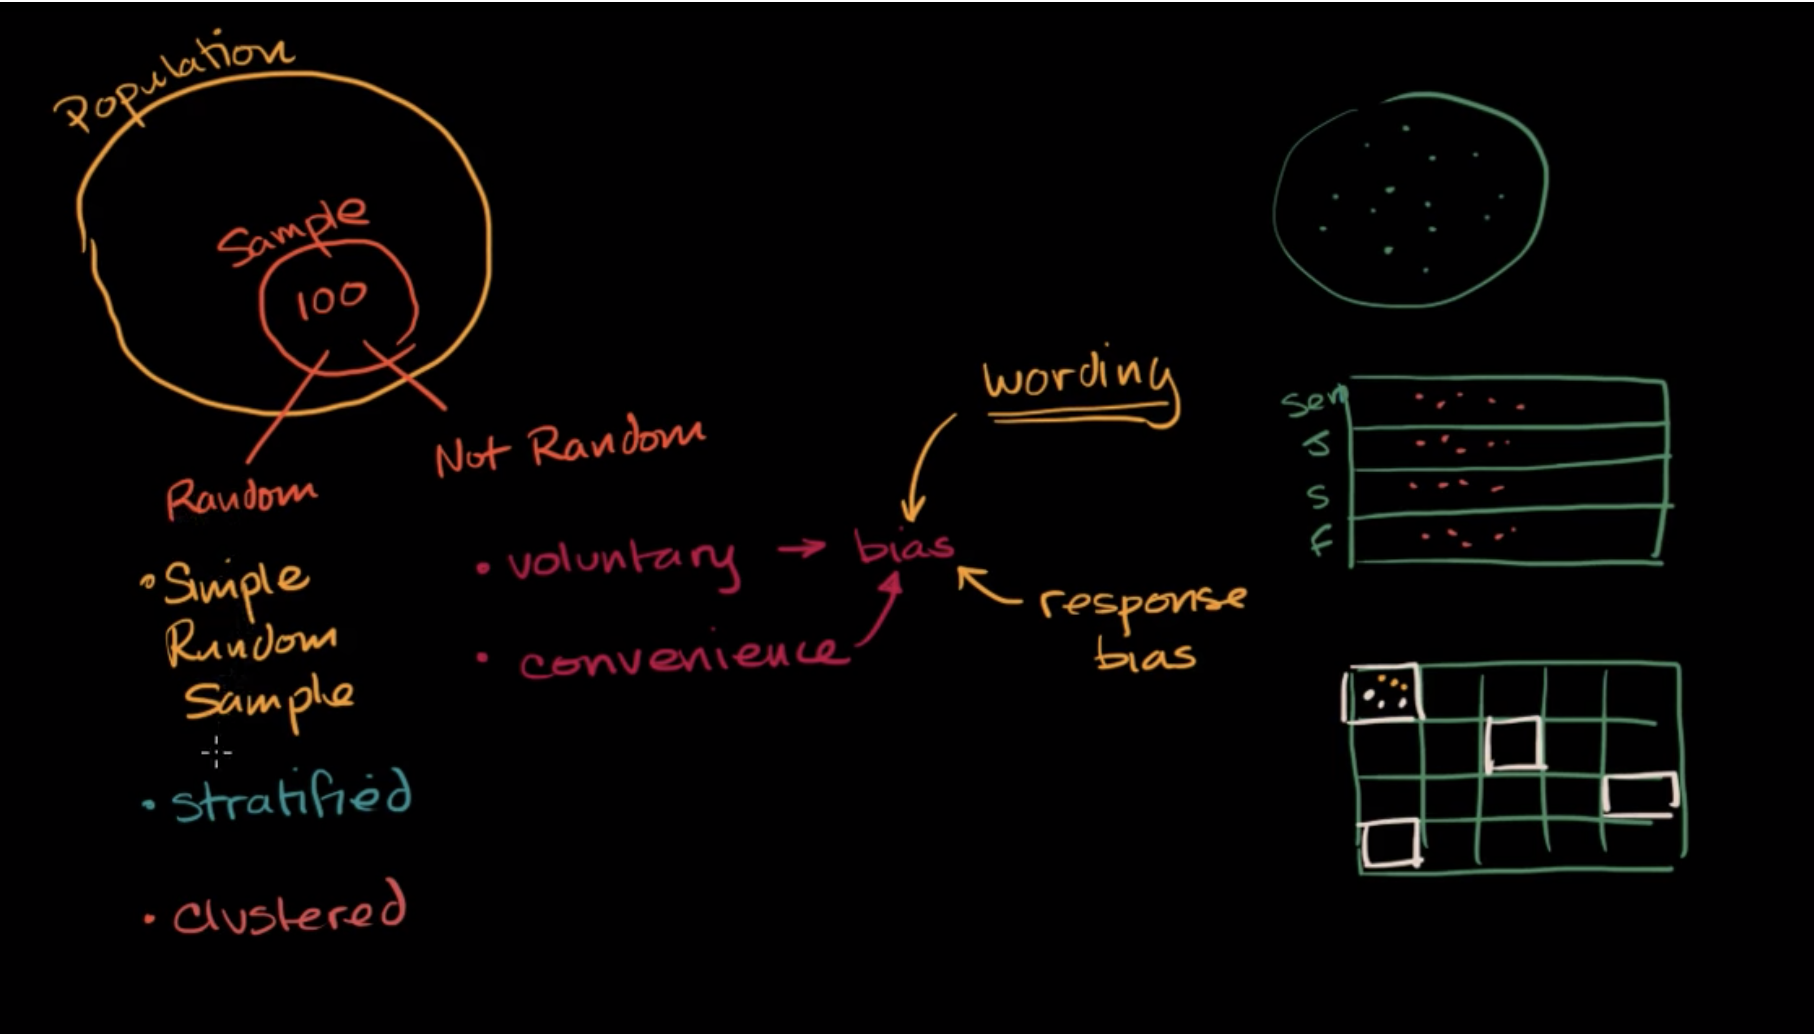 Population
Sample
100
Random
Not Random
• Simple
Random
Sample
• stratified
• clustered
• voluntary → bias
• convenience
wording
response
bias
sen
J
S
F